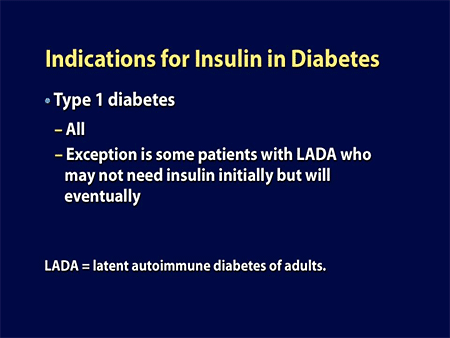 Indications for Insulin in Diabetes
• Type 1 diabetes
– All
– Exception is some patients with LADA who
may not need insulin initially but will
eventually
LADA = latent autoimmune diabetes of adults.